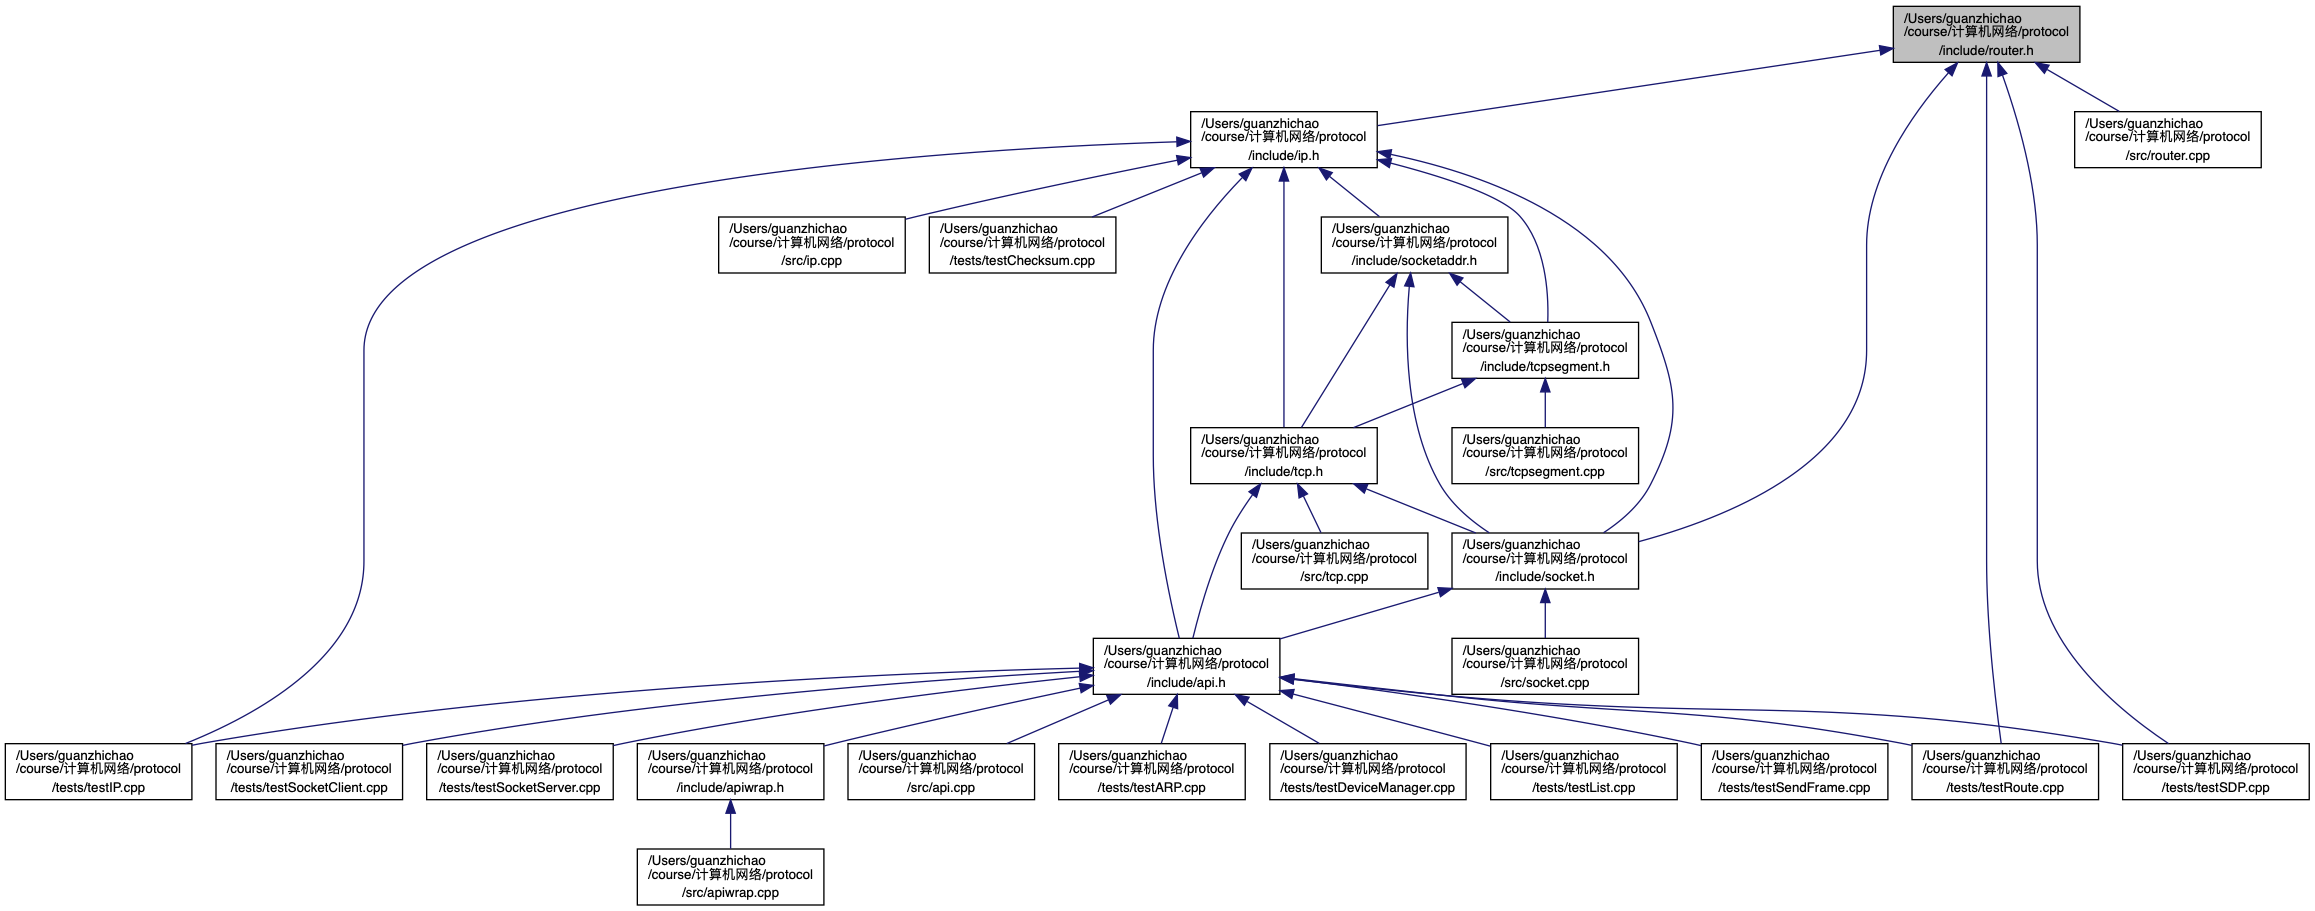 /Users/guanzhichao
/course/计算机网络/protocol
/include/router.h
/Users/guanzhichao
/course/计算机网络/protocol
/include/ip.h
/Users/guanzhichao
/course/计算机网络/protocol
/src/router.cpp
/Users/guanzhichao
/course/计算机网络/protocol
/src/ip.cpp
/Users/guanzhichao
/course/计算机网络/protocol
/tests/testChecksum.cpp
/Users/guanzhichao
/course/计算机网络/protocol
/include/socketaddr.h
/Users/guanzhichao
/course/计算机网络/protocol
/include/tcpsegment.h
/Users/guanzhichao
/course/计算机网络/protocol
/include/tcp.h
/Users/guanzhichao
/course/计算机网络/protocol
/src/tcpsegment.cpp
/Users/guanzhichao
/course/计算机网络/protocol
/src/tcp.cpp
/Users/guanzhichao
/course/计算机网络/protocol
/include/socket.h
/Users/guanzhichao
/course/计算机网络/protocol
/include/api.h
/Users/guanzhichao
/course/计算机网络/protocol
/src/socket.cpp
/Users/guanzhichao
/course/计算机网络/protocol
/tests/testIP.cpp
/Users/guanzhichao
/course/计算机网络/protocol
/tests/testSocketClient.cpp
/Users/guanzhichao
/course/计算机网络/protocol
/tests/testSocketServer.cpp
/Users/guanzhichao
/course/计算机网络/protocol
/include/apiwrap.h
/Users/guanzhichao
/course/计算机网络/protocol
/src/api.cpp
/Users/guanzhichao
/course/计算机网络/protocol
/tests/testARP.cpp
/Users/guanzhichao
/course/计算机网络/protocol
/tests/testDeviceManager.cpp
/Users/guanzhichao
/course/计算机网络/protocol
/tests/testList.cpp
/Users/guanzhichao
/course/计算机网络/protocol
/tests/testSendFrame.cpp
/Users/guanzhichao
/course/计算机网络/protocol
/tests/testRoute.cpp
/Users/guanzhichao
/course/计算机网络/protocol
/tests/testSDP.cpp
/Users/guanzhichao
/course/计算机网络/protocol
/src/apiwrap.cpp